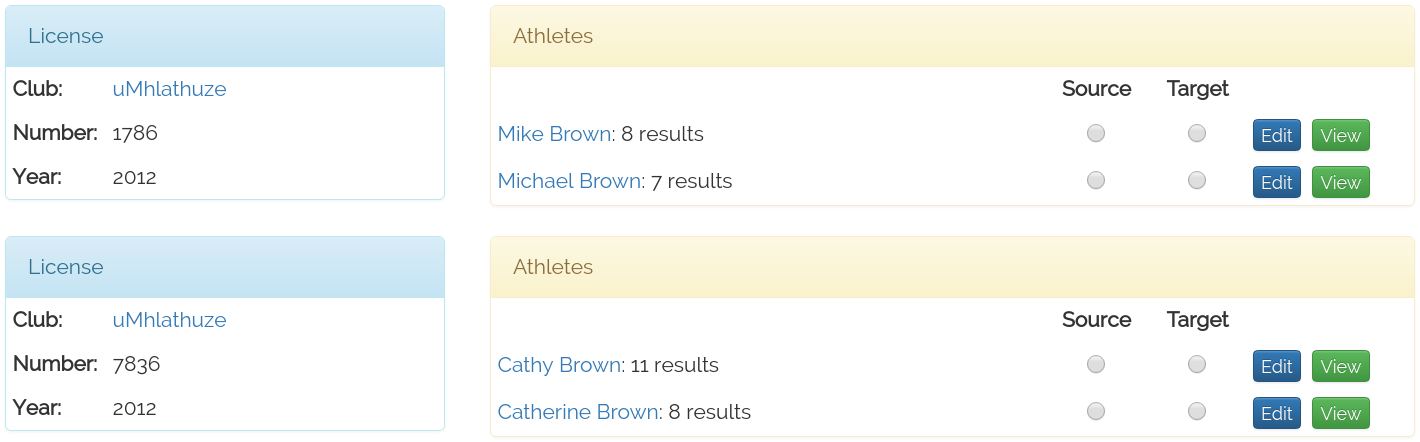 License
Club: uMhlathuze
Number: 1786
Year: 2012
Athletes
Source Target
Mike Brown: 8 results Edit View
Michael Brown: 7 results Edit View
License
Club: uMhlathuze
Number: 7836
Year: 2012
Athletes
Source Target
Cathy Brown: 11 results Edit View
Catherine Brown: 8 results Edit View